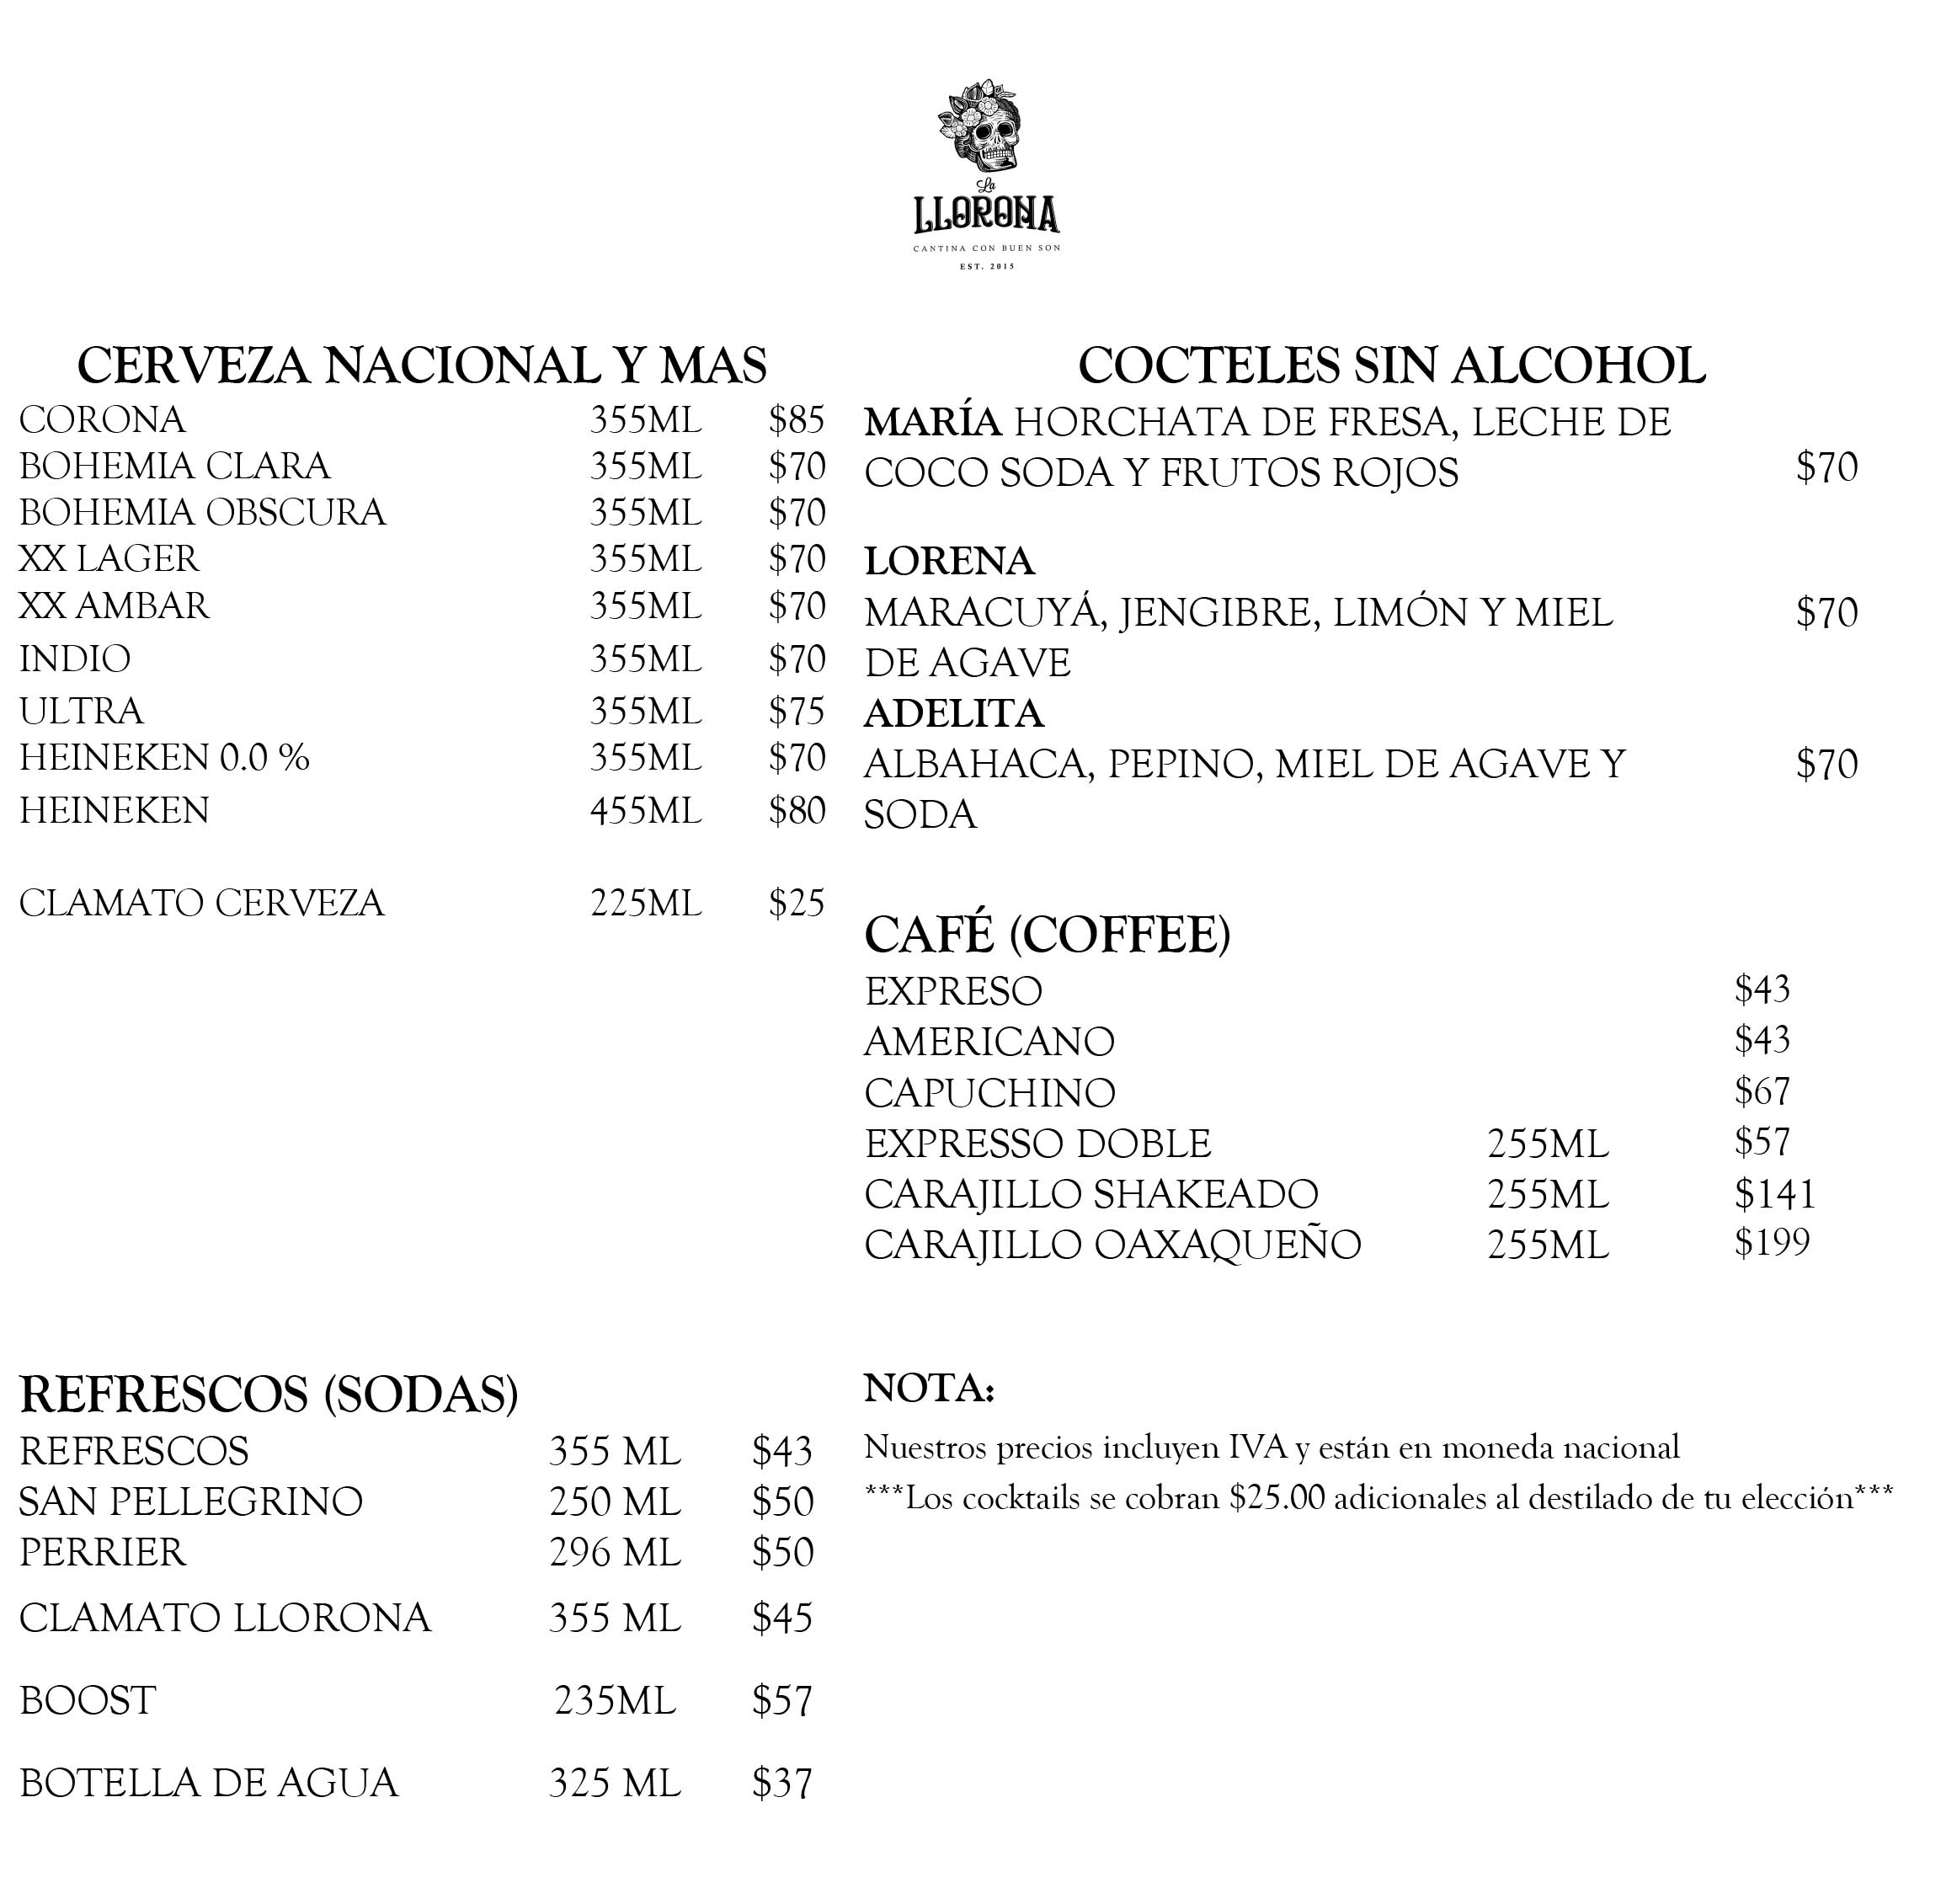 La
LLORONA
CANTINA CON BUEN SON
EST. 2015
CERVEZA NACIONAL Y MAS
CORONA 355ML $85
BOHEMIA CLARA 355ML $70
BOHEMIA OBSCURA 355ML $70
XX LAGER 355ML $70
XX AMBAR 355ML $70
INDIO 355ML $70
ULTRA 355ML $75
HEINEKEN 0.0 % 355ML $70
HEINEKEN 455ML $80
CLAMATO CERVEZA 225ML $25
REFRESCOS (SODAS)
REFRESCOS 355 ML $43
SAN PELLEGRINO 250 ML $50
PERRIER 296 ML $50
CLAMATO LLORONA 355 ML $45
BOOST 235ML $57
BOTELLA DE AGUA 325 ML $37
COCTELES SIN ALCOHOL
MARÍA HORCHATA DE FRESA, LECHE DE
COCO SODA Y FRUTOS ROJOS $70
LORENA
MARACUYÁ, JENGIBRE, LIMÓN Y MIEL $70
DE AGAVE
ADELITA
ALBAHACA, PEPINO, MIEL DE AGAVE Y $70
SODA
CAFÉ (COFFEE)
EXPRESO $43
AMERICANO $43
CAPUCHINO $67
EXPRESSO DOBLE 255ML $57
CARAJILLO SHAKEADO 255ML $141
CARAJILLO OAXAQUEÑO 255ML $199
NOTA:
Nuestros precios incluyen IVA y están en moneda nacional
***Los cocktails se cobran $25.00 adicionales al destilado de tu elección***